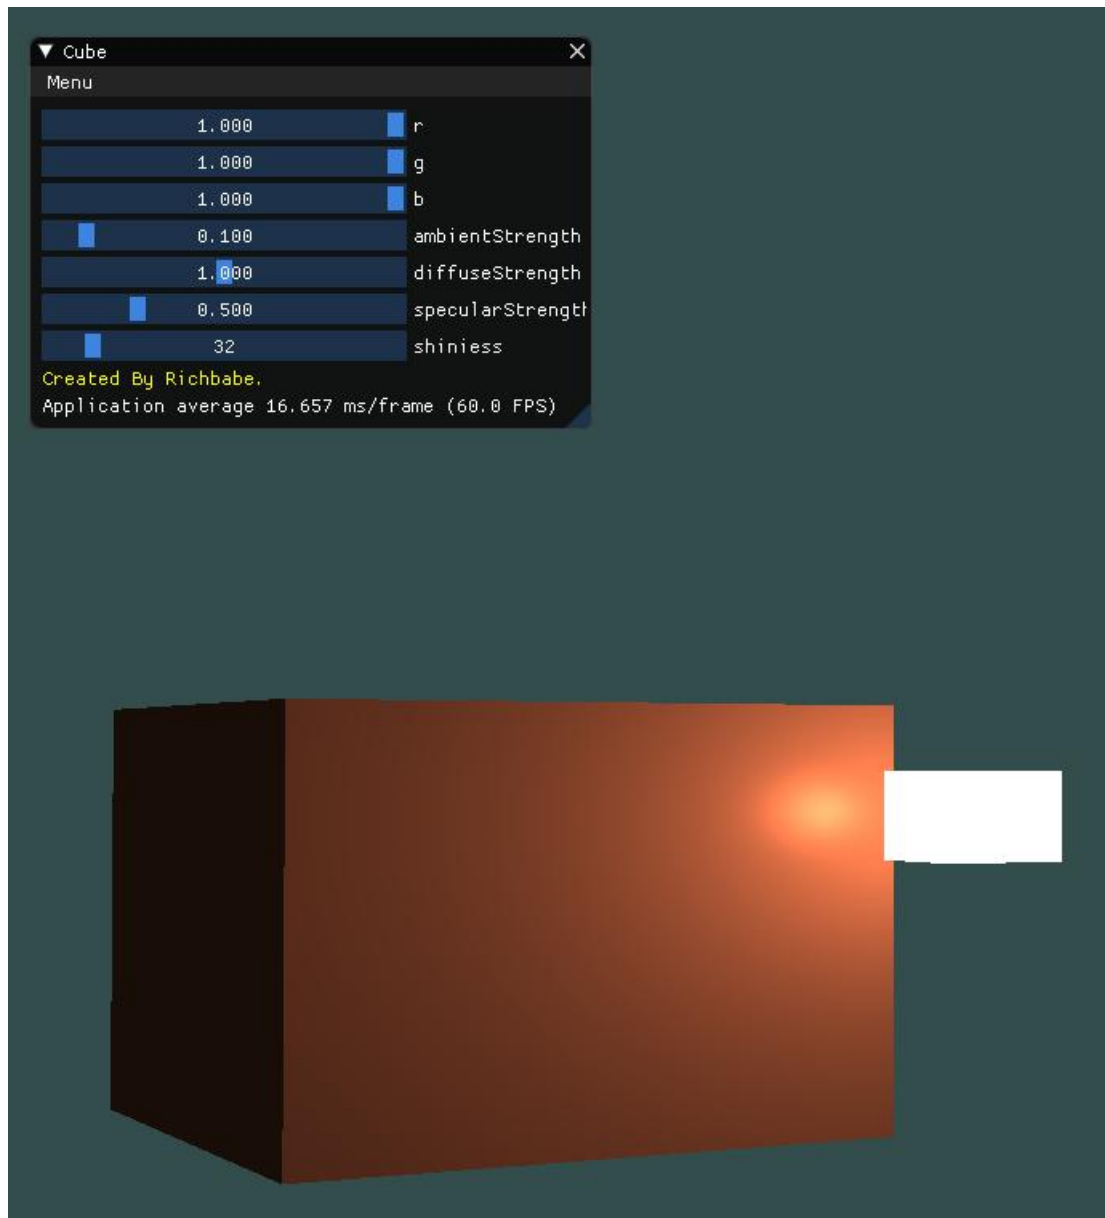 Cube
Menu
1.000 r
1.000 g
1.000 b
0.100 ambientStrength
1.000 diffuseStrength
0.500 specularStrength
32 shiniess
Created By Richbabe.
Application average 16.657 ms/frame (60.0 FPS)